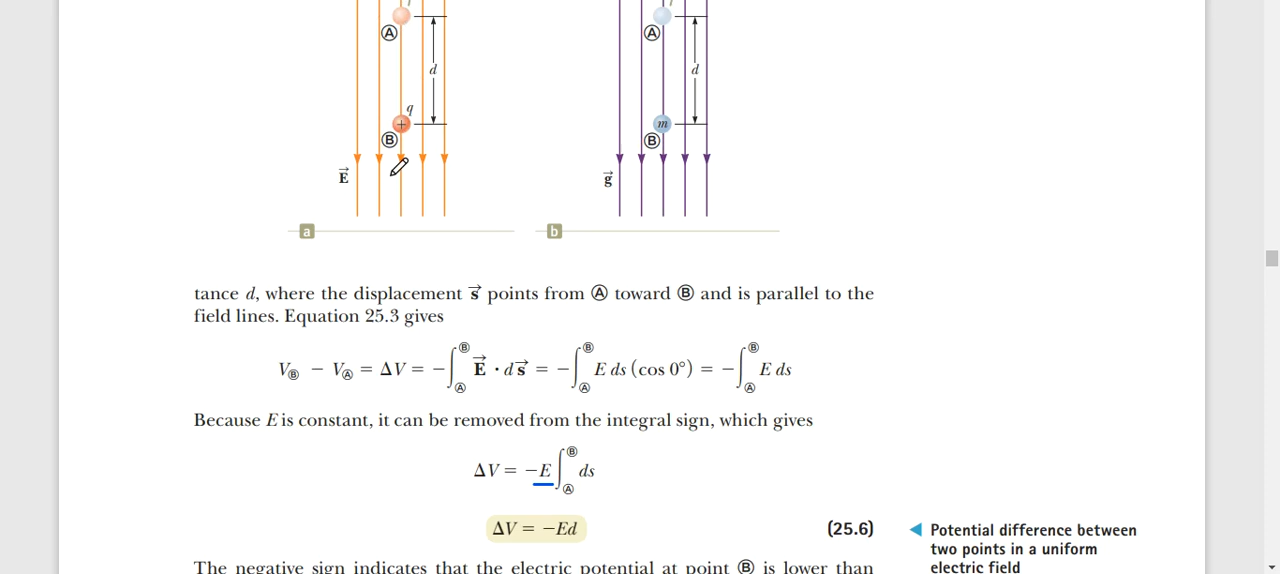 Ⓐ
d
q
+
Ⓑ
E⃗
a
Ⓐ
d
m
Ⓑ
g⃗
b
tance d, where the displacement s⃗ points from Ⓐ toward Ⓑ and is parallel to the
field lines. Equation 25.3 gives
V_Ⓑ − V_Ⓐ = ΔV = −∫_Ⓐ^Ⓑ E⃗ · ds⃗ = −∫_Ⓐ^Ⓑ E ds (cos 0°) = −∫_Ⓐ^Ⓑ E ds
Because E is constant, it can be removed from the integral sign, which gives
ΔV = −E∫_Ⓐ^Ⓑ ds
ΔV = −Ed (25.6)
Potential difference between
two points in a uniform
electric field
The negative sign indicates that the electric potential at point Ⓑ is lower than